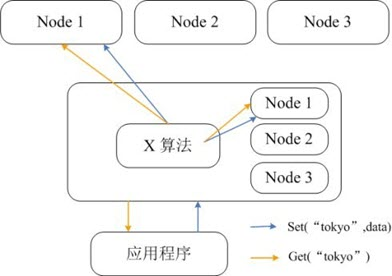 Node 1
Node 2
Node 3
Node 1
X 算法
Node 2
Node 3
应用程序
Set(“tokyo”,data)
Get(“tokyo”)